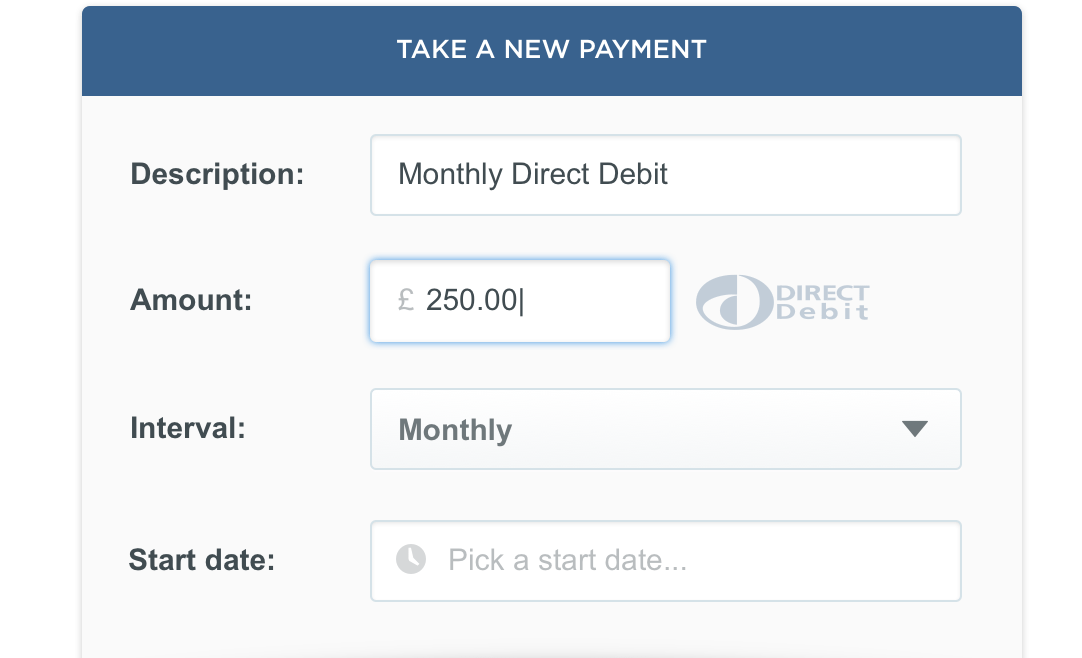 TAKE A NEW PAYMENT
Description:
Monthly Direct Debit
Amount:
£ 250.00
DIRECT
Debit
Interval:
Monthly
Start date:
Pick a start date...